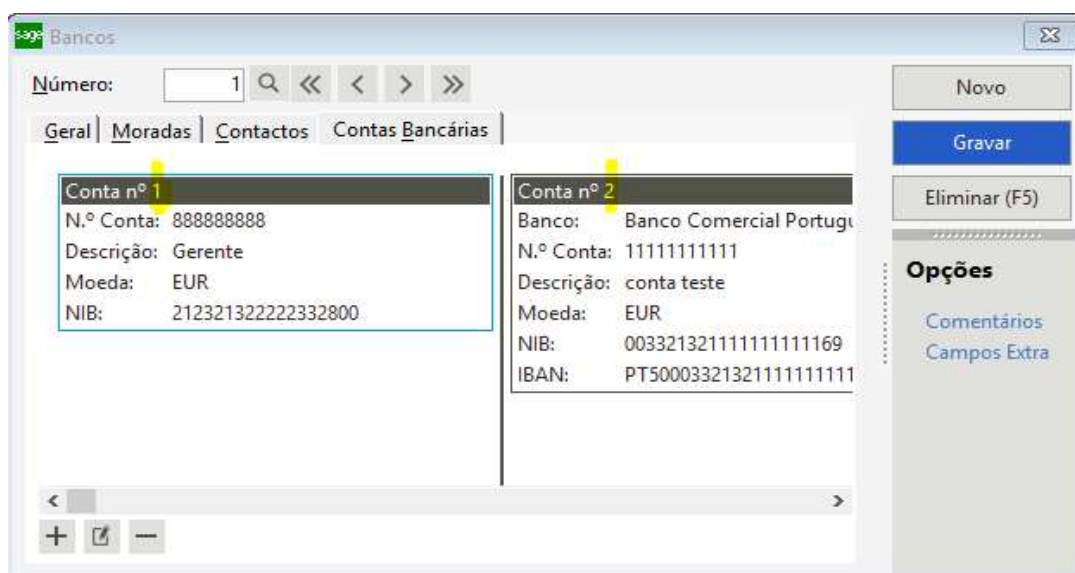 sage Bancos
Número: 1
Geral Moradas Contactos Contas Bancárias
Conta nº 1
N.º Conta: 888888888
Descrição: Gerente
Moeda: EUR
NIB: 212321322222332800
Conta nº 2
Banco: Banco Comercial Portugu
N.º Conta: 11111111111
Descrição: conta teste
Moeda: EUR
NIB: 003321321111111111169
IBAN: PT50003321321111111111
Novo
Gravar
Eliminar (F5)
Opções
Comentários
Campos Extra